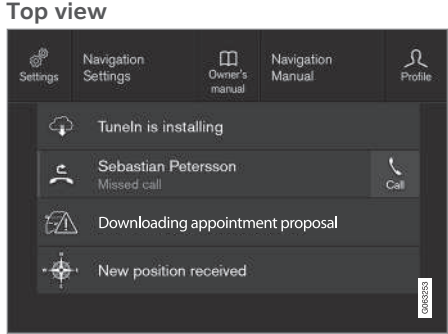 Top view
Settings
Navigation
Settings
Owner's
manual
Navigation
Manual
Profile
TuneIn is installing
Sebastian Petersson
Missed call
Call
Downloading appointment proposal
New position received
G063253